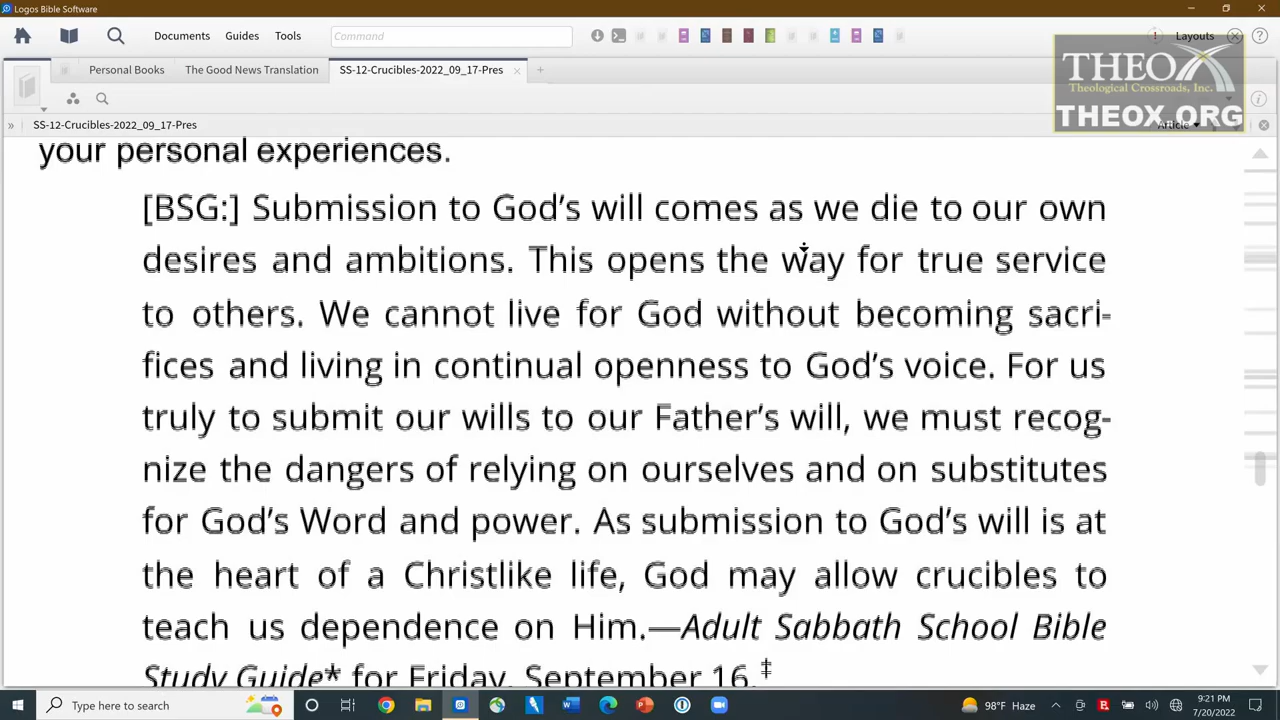 Logos Bible Software
Documents Guides Tools Command Layouts
Personal Books The Good News Translation SS-12-Crucibles-2022_09_17-Pres
THEOX
Theological Crossroads, Inc.
THEOX.ORG
» SS-12-Crucibles-2022_09_17-Pres Article
your personal experiences.
[BSG:] Submission to God’s will comes as we die to our own
desires and ambitions. This opens the way for true service
to others. We cannot live for God without becoming sacri-
fices and living in continual openness to God’s voice. For us
truly to submit our wills to our Father’s will, we must recog-
nize the dangers of relying on ourselves and on substitutes
for God’s Word and power. As submission to God’s will is at
the heart of a Christlike life, God may allow crucibles to
teach us dependence on Him.—Adult Sabbath School Bible
Study Guide* for Friday, September 16.‡
Type here to search 98°F Haze 9:21 PM
7/20/2022